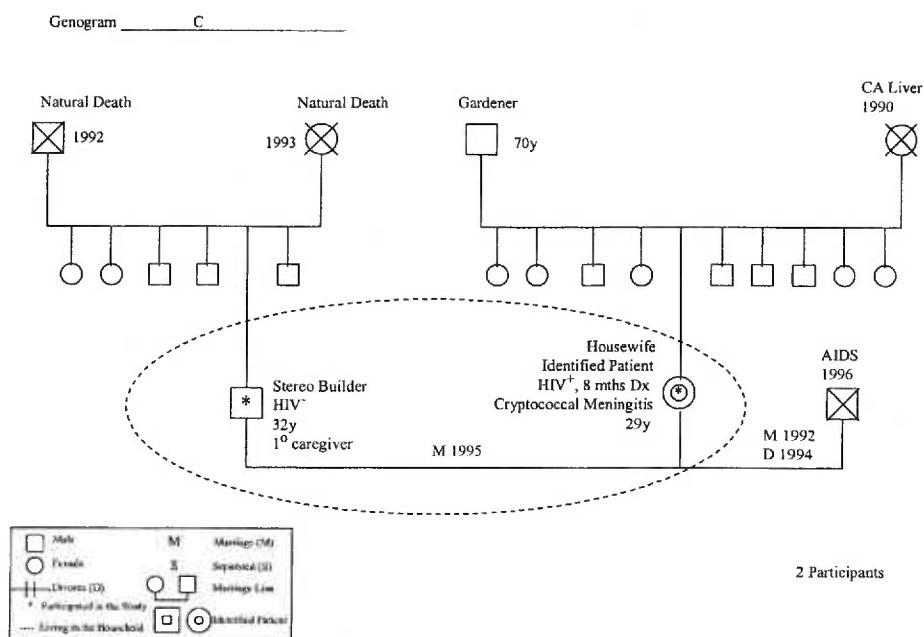 Genogram C
Natural Death
1992
Natural Death
1993
Gardener
70y
CA Liver
1990
Stereo Builder
HIV-
32y
1° caregiver
Housewife
Identified Patient
HIV+, 8 mths Dx
Cryptococcal Meningitis
29y
AIDS
1996
M 1995
M 1992
D 1994
Male
Female
Divorce (D)
* Participated in the Study
Living in the Household
M Marriage (M)
S Separated (S)
Marriage Line
Identified Patient
2 Participants